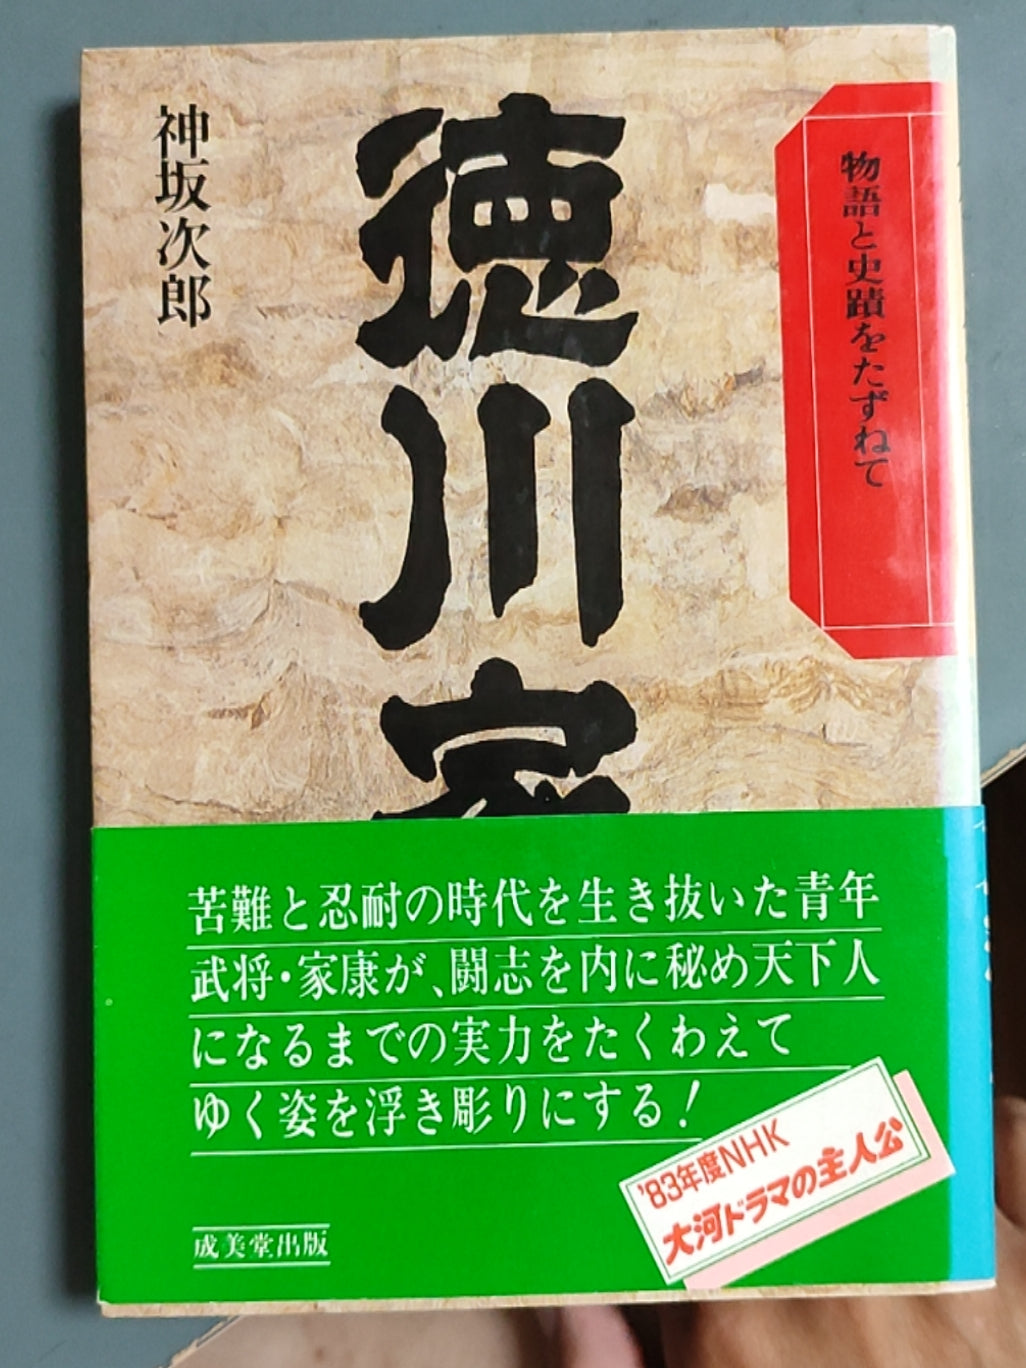 物語と史蹟をたずねて
徳川家
神坂次郎
苦難と忍耐の時代を生き抜いた青年
武将・家康が、闘志を内に秘め天下人
になるまでの実力をたくわえて
ゆく姿を浮き彫りにする!
'83年度NHK
大河ドラマの主人公
成美堂出版